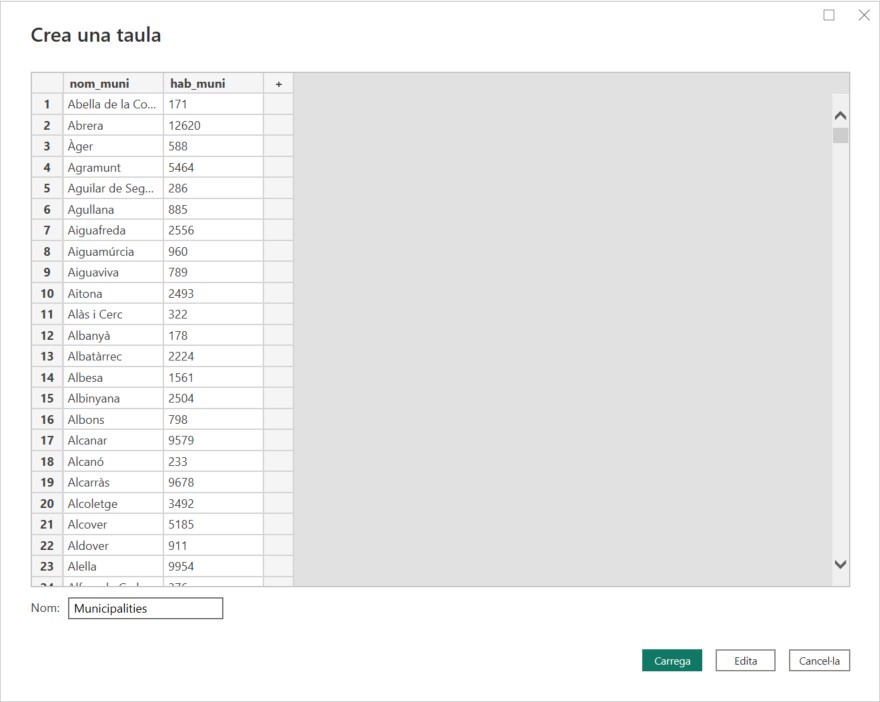 Crea una taula
nom_muni hab_muni +
1 Abella de la Co... 171
2 Abrera 12620
3 Àger 588
4 Agramunt 5464
5 Aguilar de Seg... 286
6 Agullana 885
7 Aiguafreda 2556
8 Aiguamúrcia 960
9 Aiguaviva 789
10 Aitona 2493
11 Alàs i Cerc 322
12 Albanyà 178
13 Albatàrrec 2224
14 Albesa 1561
15 Albinyana 2504
16 Albons 798
17 Alcanar 9579
18 Alcanó 233
19 Alcarràs 9678
20 Alcoletge 3492
21 Alcover 5185
22 Aldover 911
23 Alella 9954
Nom: Municipalities
Carrega Edita Cancel·la